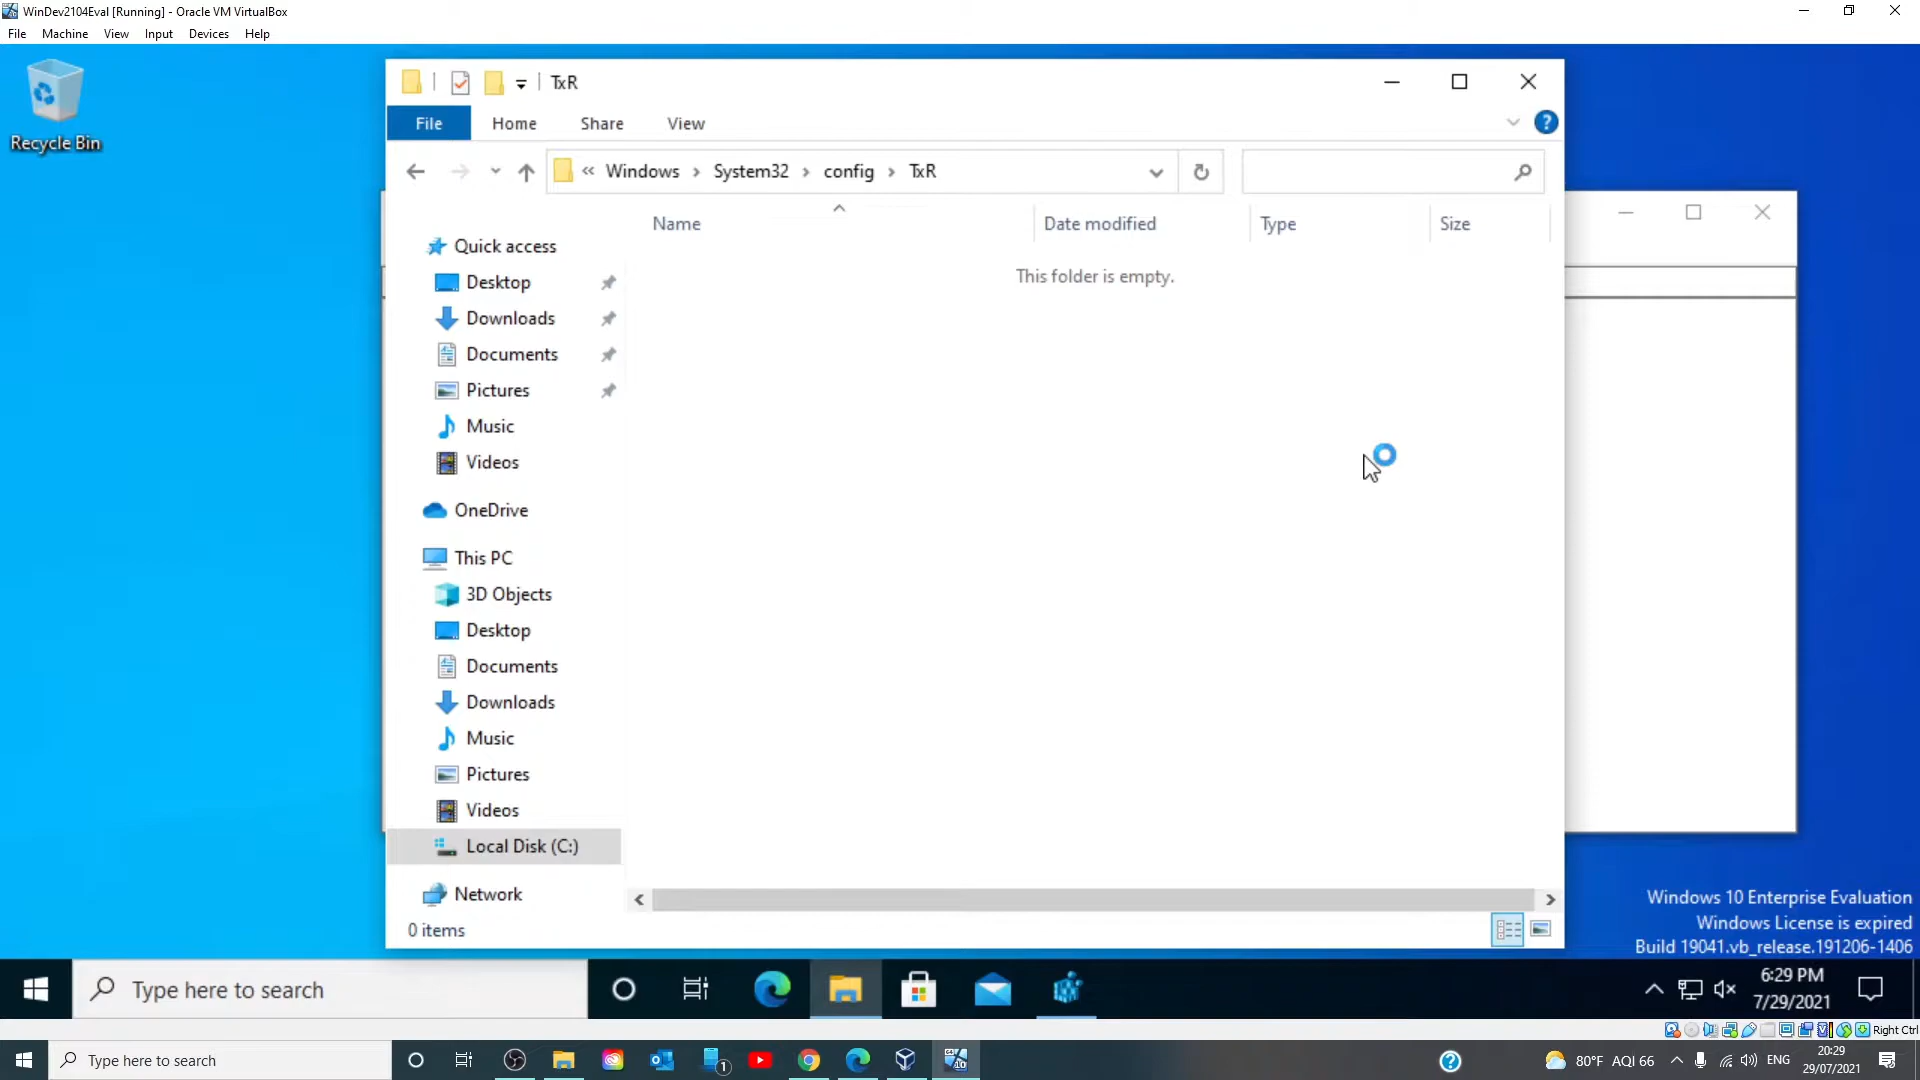 WinDev2104Eval [Running] - Oracle VM VirtualBox
File Machine View Input Devices Help
Recycle Bin
TxR
File Home Share View
« Windows › System32 › config › TxR
Name Date modified Type Size
This folder is empty.
Quick access
Desktop
Downloads
Documents
Pictures
Music
Videos
OneDrive
This PC
3D Objects
Desktop
Documents
Downloads
Music
Pictures
Videos
Local Disk (C:)
Network
0 items
Windows 10 Enterprise Evaluation
Windows License is expired
Build 19041.vb_release.191206-1406
Type here to search
6:29 PM
7/29/2021
Right Ctrl
Type here to search
1
80°F AQI 66
ENG
20:29
29/07/2021